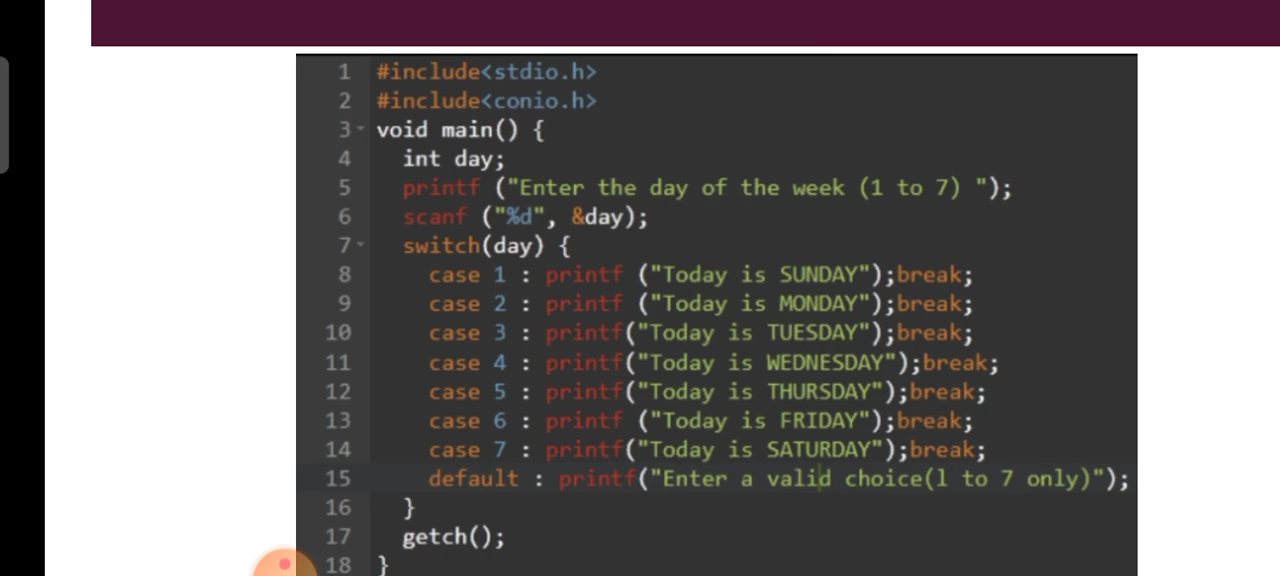 1 #include<stdio.h>
2 #include<conio.h>
3 void main() {
4 int day;
5 printf ("Enter the day of the week (1 to 7) ");
6 scanf ("%d", &day);
7 switch(day) {
8 case 1 : printf ("Today is SUNDAY");break;
9 case 2 : printf ("Today is MONDAY");break;
10 case 3 : printf("Today is TUESDAY");break;
11 case 4 : printf("Today is WEDNESDAY");break;
12 case 5 : printf("Today is THURSDAY");break;
13 case 6 : printf ("Today is FRIDAY");break;
14 case 7 : printf("Today is SATURDAY");break;
15 default : printf("Enter a valid choice(l to 7 only)");
16 }
17 getch();
18 }